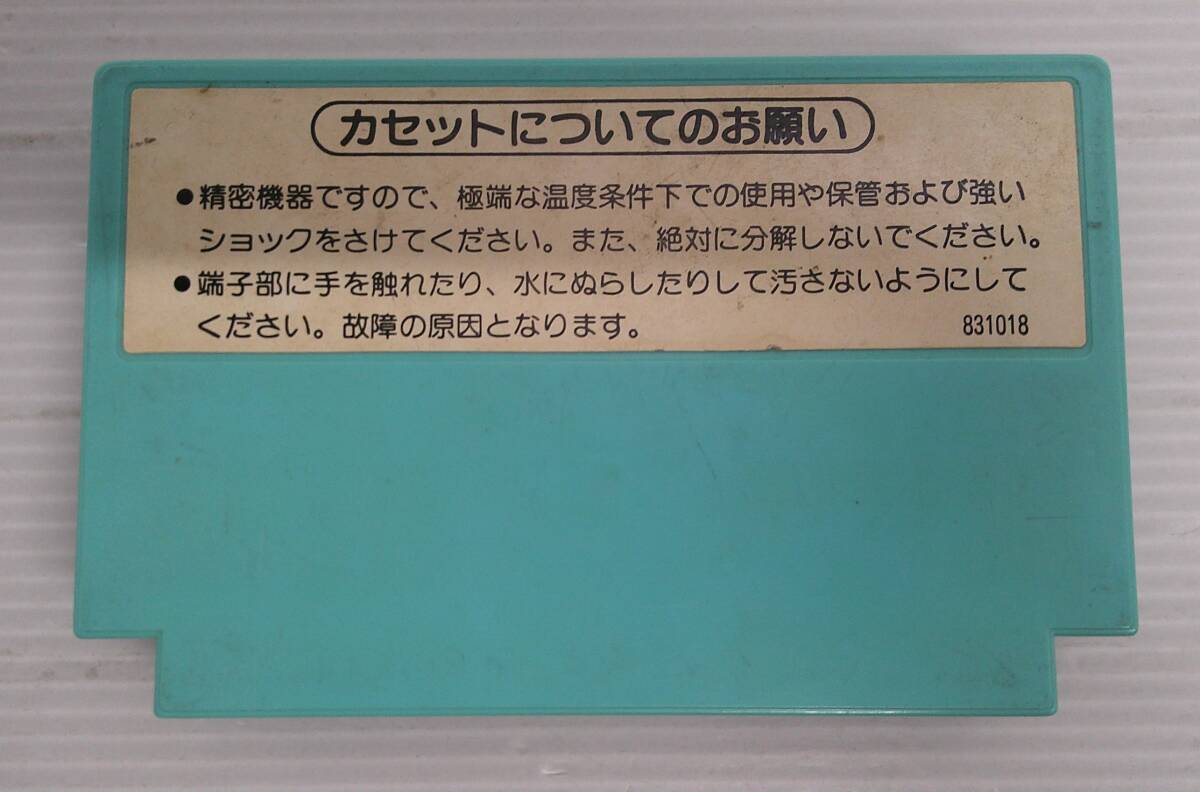 カセットについてのお願い
●精密機器ですので、極端な温度条件下での使用や保管および強い
ショックをさけてください。また、絶対に分解しないでください。
●端子部に手を触れたり、水にぬらしたりして汚さないようにして
ください。故障の原因となります。 831018